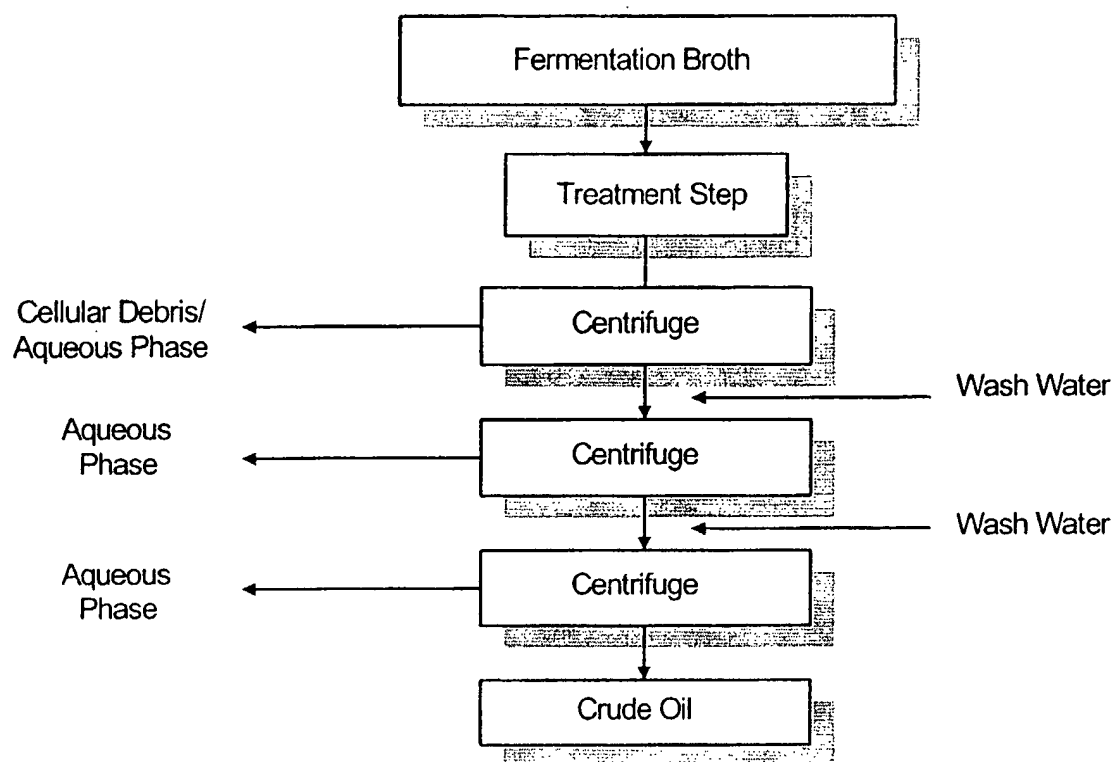 Fermentation Broth
Treatment Step
Cellular Debris/
Aqueous Phase
Centrifuge
Wash Water
Aqueous
Phase
Centrifuge
Wash Water
Aqueous
Phase
Centrifuge
Crude Oil